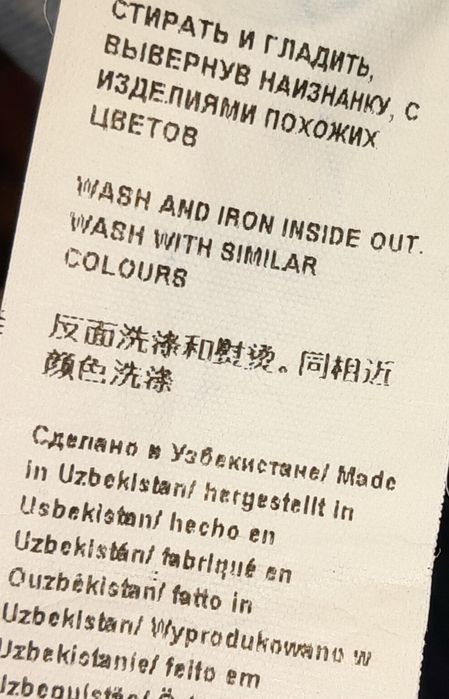 СТИРАТЬ И ГЛАДИТЬ,
ВЫВЕРНУВ НАИЗНАНКУ, С
ИЗДЕЛИЯМИ ПОХОЖИХ
ЦВЕТОВ
WASH AND IRON INSIDE OUT.
WASH WITH SIMILAR
COLOURS
反面洗涤和熨烫。同相近
颜色洗涤
Сделано в Узбекистане/ Made
in Uzbekistan/ hergestellt in
Usbekistan/ hecho en
Uzbekistán/ fabriqué en
Ouzbékistan/ fatto in
Uzbekistan/ Wyprodukowano w
Uzbekistanie/ feito em